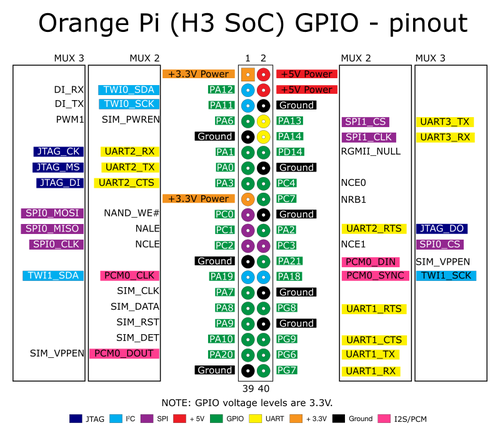 Orange Pi (H3 SoC) GPIO - pinout
MUX 3 MUX 2 1 2 MUX 2 MUX 3
+3.3V Power +5V Power
DI_RX TWI0_SDA PA12 +5V Power
DI_TX TWI0_SCK PA11 Ground
PWM1 SIM_PWREN PA6 PA13 SPI1_CS UART3_TX
Ground PA14 SPI1_CLK UART3_RX
JTAG_CK UART2_RX PA1 PD14 RGMII_NULL
JTAG_MS UART2_TX PA0 Ground
JTAG_DI UART2_CTS PA3 PC4 NCE0
+3.3V Power PC7 NRB1
SPI0_MOSI NAND_WE# PC0 Ground
SPI0_MISO NALE PC1 PA2 UART2_RTS JTAG_DO
SPI0_CLK NCLE PC2 PC3 NCE1 SPI0_CS
Ground PA21 PCM0_DIN SIM_VPPEN
TWI1_SDA PCM0_CLK PA19 PA18 PCM0_SYNC TWI1_SCK
SIM_CLK PA7 Ground
SIM_DATA PA8 PG8 UART1_RTS
SIM_RST PA9 Ground
SIM_DET PA10 PG9 UART1_CTS
SIM_VPPEN PCM0_DOUT PA20 PG6 UART1_TX
Ground PG7 UART1_RX
39 40
NOTE: GPIO voltage levels are 3.3V.
JTAG I²C SPI + 5V GPIO UART + 3.3V Ground I2S/PCM